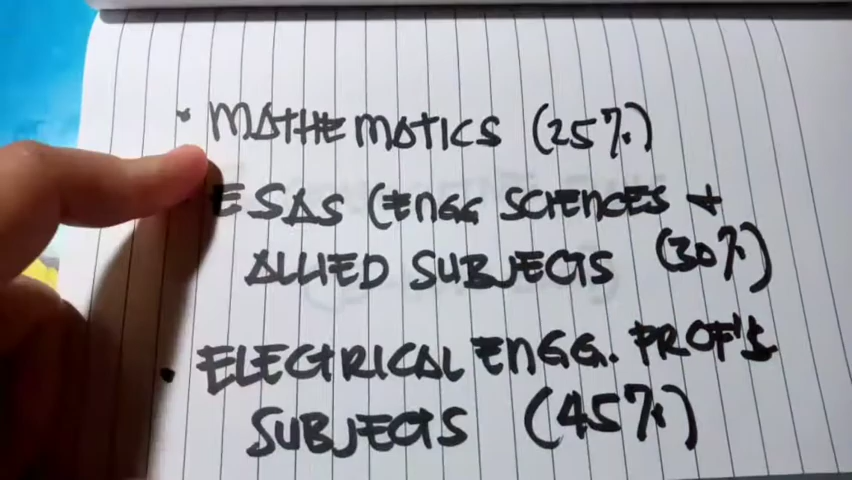 • MATHEMATICS (25%)
ESAS (ENGG SCIENCES +
ALLIED SUBJECTS (30%)
• ELECTRICAL ENGG. PROF'L
SUBJECTS (45%)